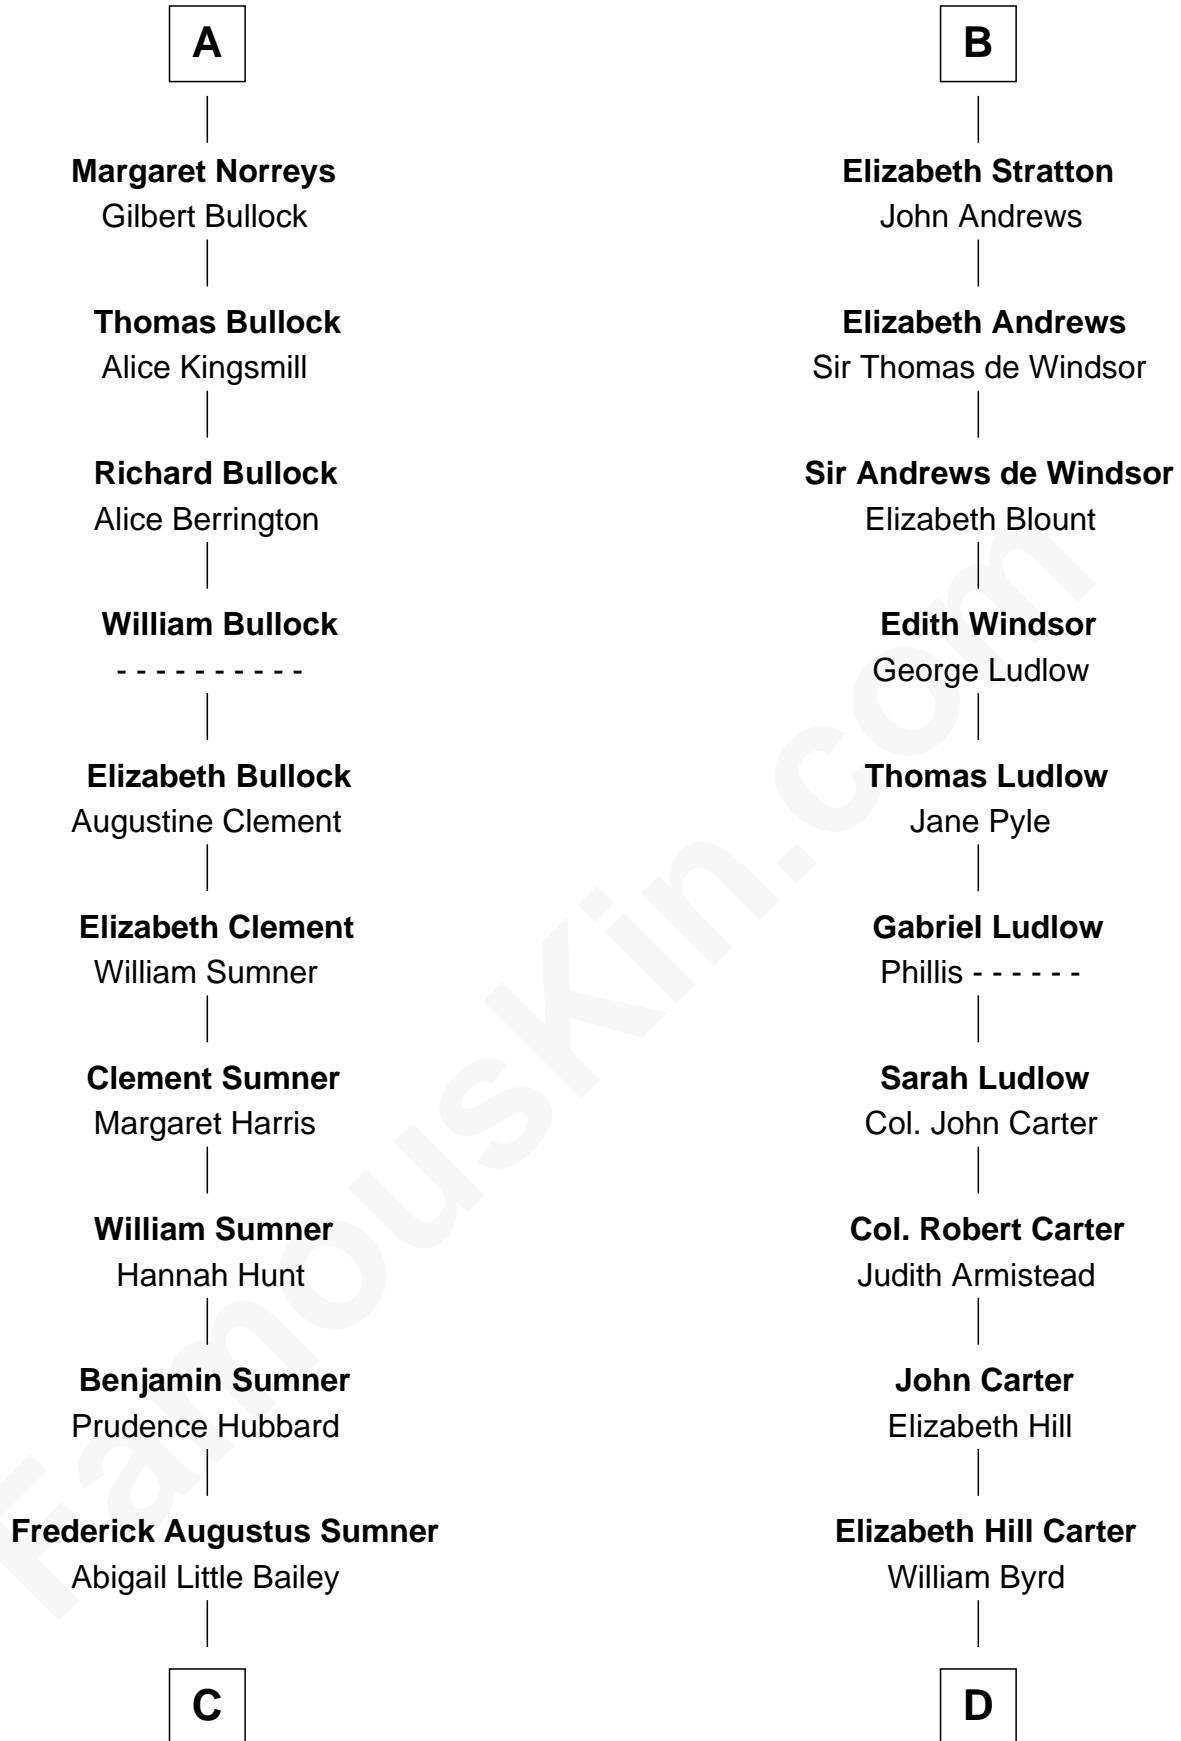 A
Margaret Norreys
Gilbert Bullock
Thomas Bullock
Alice Kingsmill
Richard Bullock
Alice Berrington
William Bullock
- - - - - - - - - -
Elizabeth Bullock
Augustine Clement
Elizabeth Clement
William Sumner
Clement Sumner
Margaret Harris
William Sumner
Hannah Hunt
Benjamin Sumner
Prudence Hubbard
Frederick Augustus Sumner
Abigail Little Bailey
C
B
Elizabeth Stratton
John Andrews
Elizabeth Andrews
Sir Thomas de Windsor
Sir Andrews de Windsor
Elizabeth Blount
Edith Windsor
George Ludlow
Thomas Ludlow
Jane Pyle
Gabriel Ludlow
Phillis - - - - - -
Sarah Ludlow
Col. John Carter
Col. Robert Carter
Judith Armistead
John Carter
Elizabeth Hill
Elizabeth Hill Carter
William Byrd
D
FamousKin.com